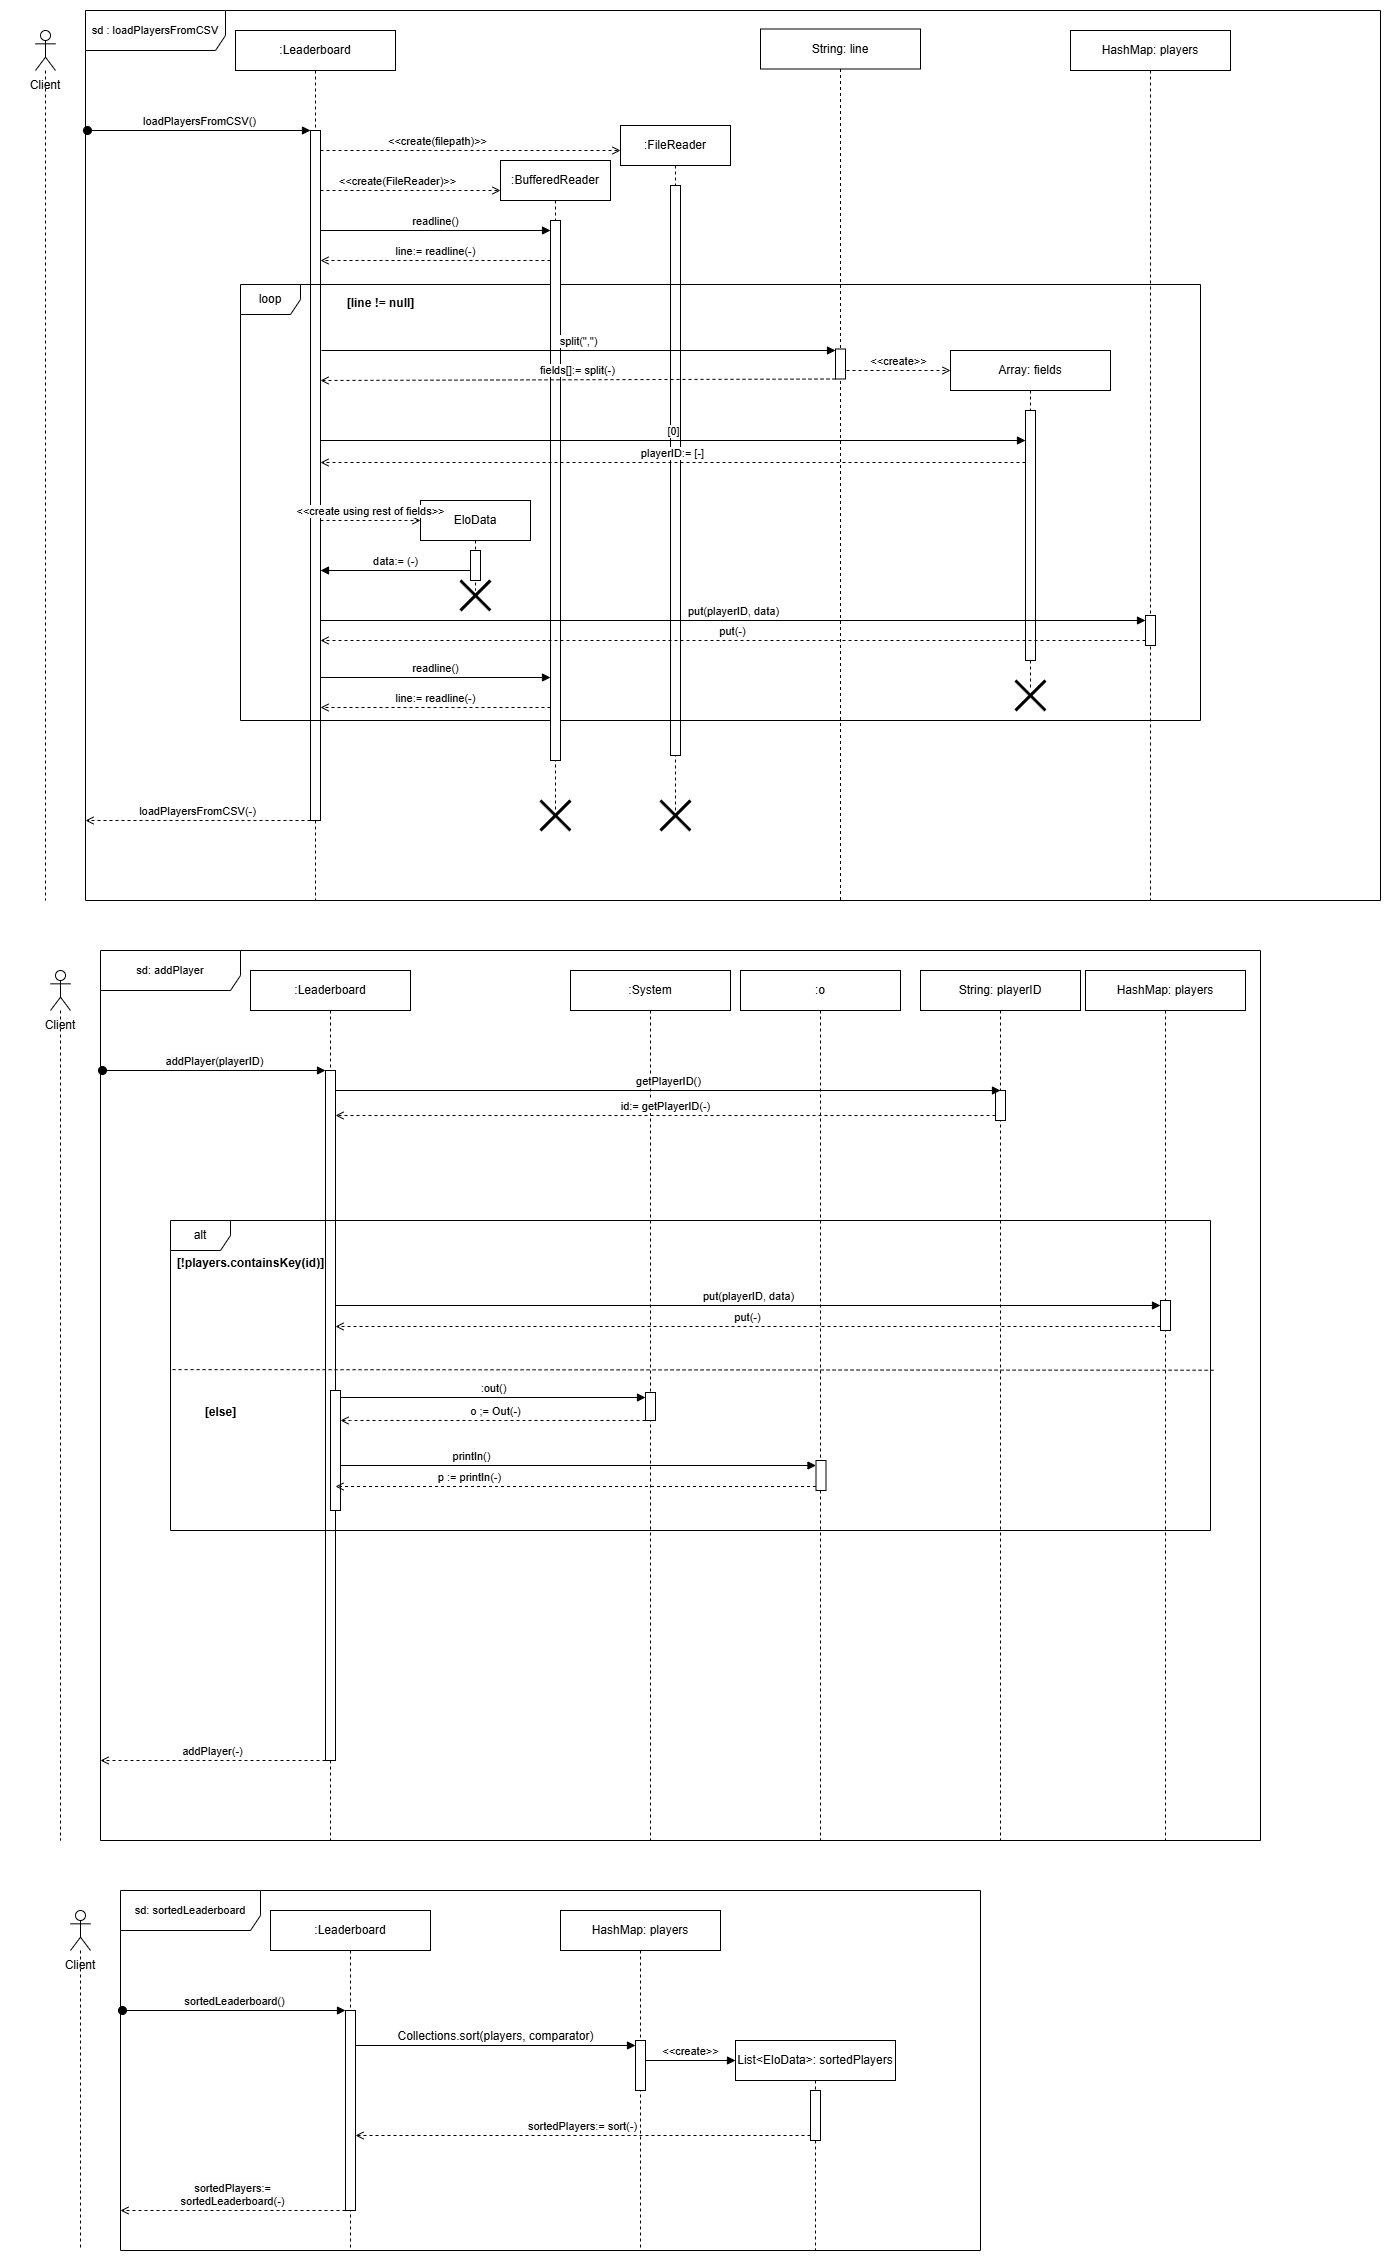 sd : loadPlayersFromCSV
:Leaderboard
String: line
HashMap: players
Client
loadPlayersFromCSV()
<<create(filepath)>>
:FileReader
<<create(FileReader)>>
:BufferedReader
readline()
line:= readline(-)
loop
[line != null]
split(",")
<<create>>
Array: fields
fields[]:= split(-)
[0]
playerID:= [-]
<<create using rest of fields>>
EloData
data:= (-)
put(playerID, data)
put(-)
readline()
line:= readline(-)
loadPlayersFromCSV(-)
sd: addPlayer
:Leaderboard
:System
:o
String: playerID
HashMap: players
Client
addPlayer(playerID)
getPlayerID()
id:= getPlayerID(-)
alt
[!players.containsKey(id)]
put(playerID, data)
put(-)
:out()
[else]
o ;= Out(-)
println()
p := println(-)
addPlayer(-)
sd: sortedLeaderboard
:Leaderboard
HashMap: players
Client
sortedLeaderboard()
Collections.sort(players, comparator)
<<create>>
List<EloData>: sortedPlayers
sortedPlayers:= sort(-)
sortedPlayers:=
sortedLeaderboard(-)